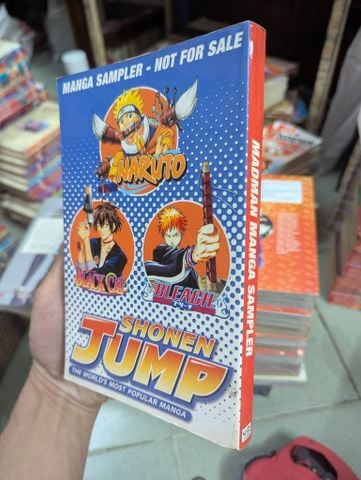 MANGA SAMPLER - NOT FOR SALE
NARUTO
BLACK CAT
BLEACH
SHONEN
JUMP
THE WORLD'S MOST POPULAR MANGA
MADMAN MANGA SAMPLER